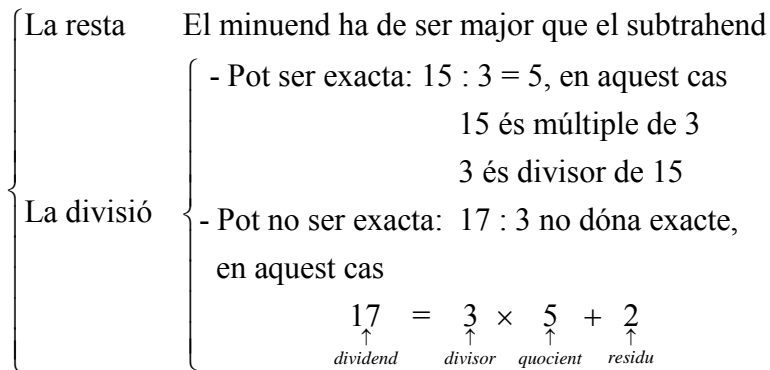 La resta El minuend ha de ser major que el subtrahend
- Pot ser exacta: 15 : 3 = 5, en aquest cas
15 és múltiple de 3
3 és divisor de 15
La divisió
- Pot no ser exacta: 17 : 3 no dóna exacte,
en aquest cas
17 = 3 × 5 + 2
↑ ↑ ↑ ↑
dividend divisor quocient residu